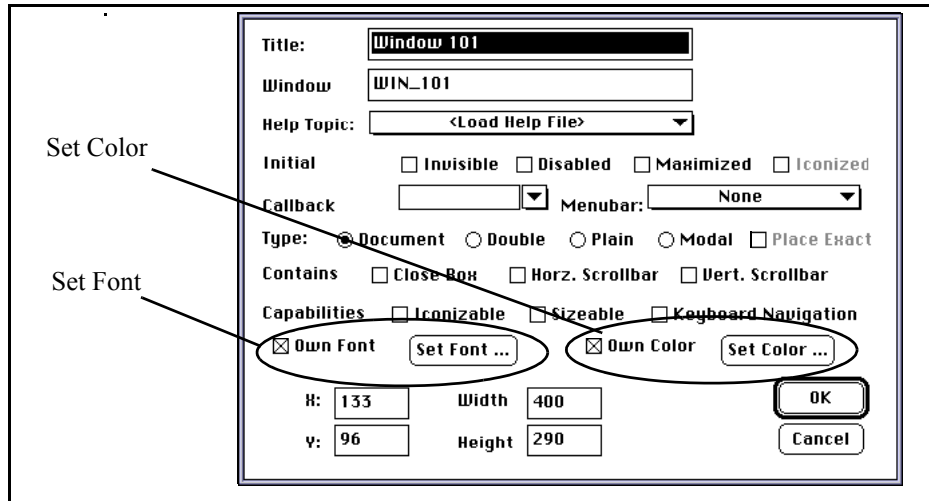 Title: Window 101
Window WIN_101
Help Topic: <Load Help File>
Set Color
Initial Invisible Disabled Maximized Iconized
Callback Menubar: None
Type: Document Double Plain Modal Place Exact
Set Font
Contains Close Box Horz. Scrollbar Vert. Scrollbar
Capabilities Iconizable Sizeable Keyboard Navigation
Own Font Set Font ... Own Color Set Color ...
X: 133 Width 400 OK
Y: 96 Height 290 Cancel